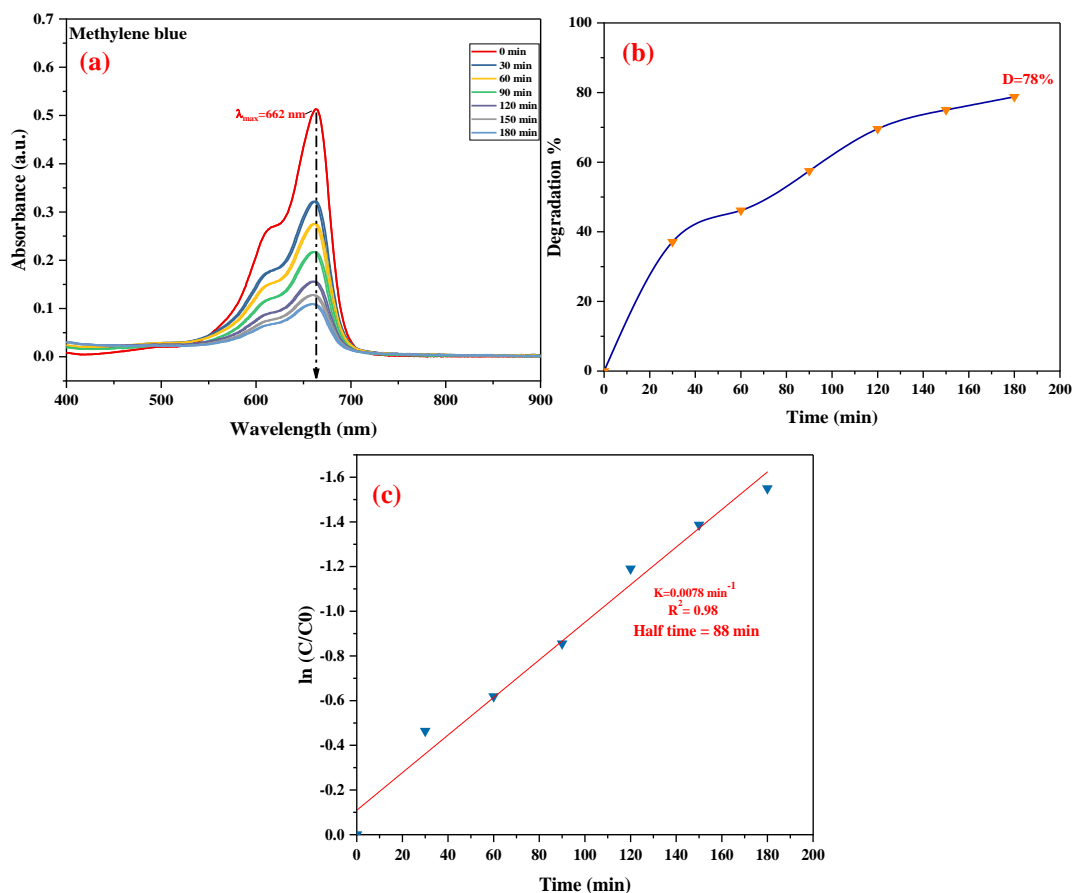 Methylene blue
(a)
0 min
30 min
60 min
90 min
120 min
150 min
180 min
λmax=662 nm
0.7
0.6
0.5
0.4
0.3
0.2
0.1
0.0
Absorbance (a.u.)
400 500 600 700 800 900
Wavelength (nm)
(b)
D=78%
100
80
60
40
20
0
Degradation %
0 20 40 60 80 100 120 140 160 180 200
Time (min)
(c)
K=0.0078 min-1
R2= 0.98
Half time = 88 min
-1.6
-1.4
-1.2
-1.0
-0.8
-0.6
-0.4
-0.2
0.0
ln (C/C0)
0 20 40 60 80 100 120 140 160 180 200
Time (min)